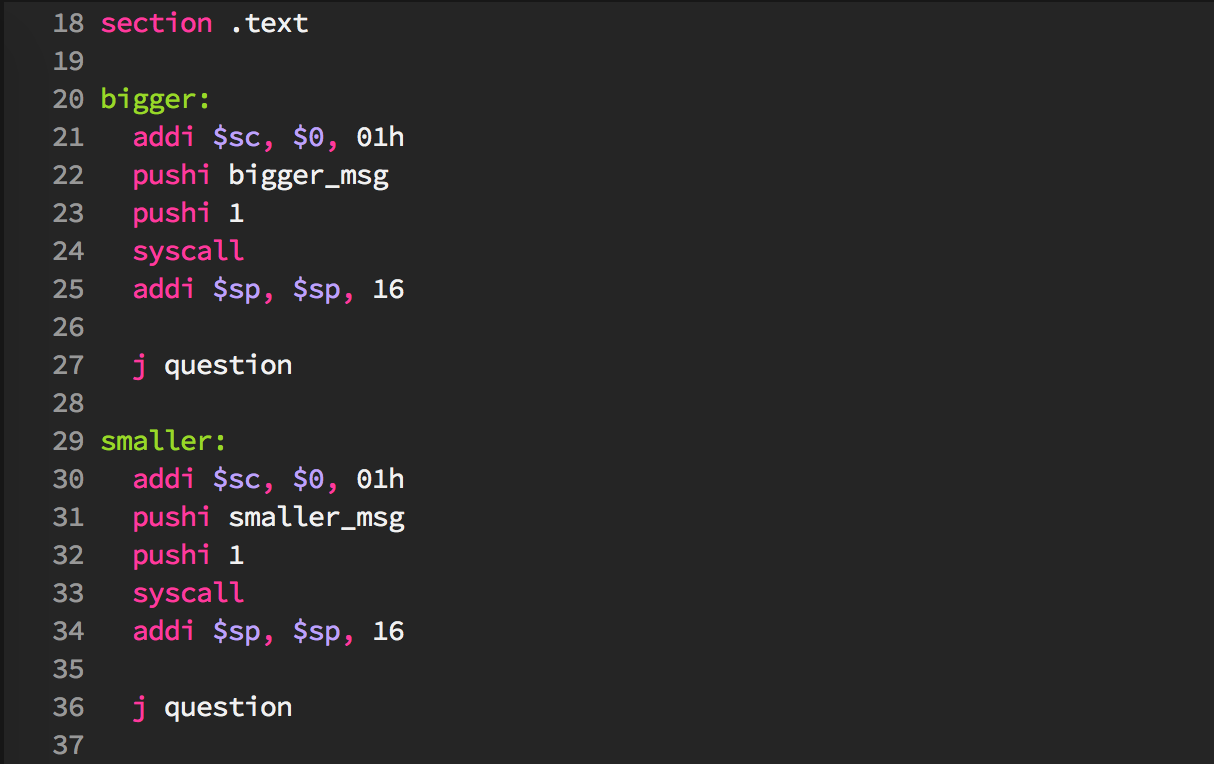 18 section .text
19
20 bigger:
21   addi $sc, $0, 01h
22   pushi bigger_msg
23   pushi 1
24   syscall
25   addi $sp, $sp, 16
26
27   j question
28
29 smaller:
30   addi $sc, $0, 01h
31   pushi smaller_msg
32   pushi 1
33   syscall
34   addi $sp, $sp, 16
35
36   j question
37